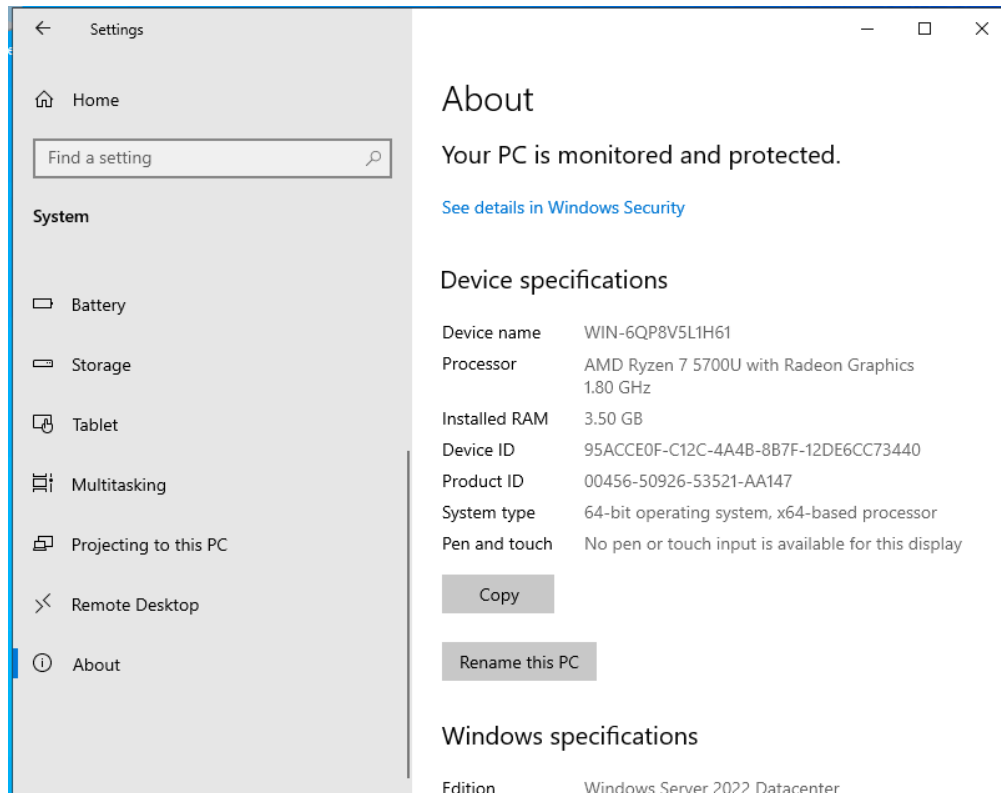 Settings
Home
Find a setting
System
Battery
Storage
Tablet
Multitasking
Projecting to this PC
Remote Desktop
About
About
Your PC is monitored and protected.
See details in Windows Security
Device specifications
Device name WIN-6QP8V5L1H61
Processor AMD Ryzen 7 5700U with Radeon Graphics
1.80 GHz
Installed RAM 3.50 GB
Device ID 95ACCE0F-C12C-4A4B-8B7F-12DE6CC73440
Product ID 00456-50926-53521-AA147
System type 64-bit operating system, x64-based processor
Pen and touch No pen or touch input is available for this display
Copy
Rename this PC
Windows specifications
Edition Windows Server 2022 Datacenter